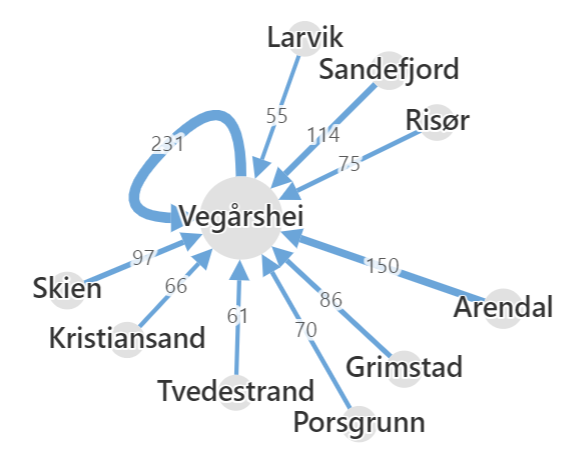 Larvik
Sandefjord
Risør
55
114
75
231
Vegårshei
97
150
Skien
66
86
Arendal
61
70
Kristiansand
Grimstad
Tvedestrand
Porsgrunn